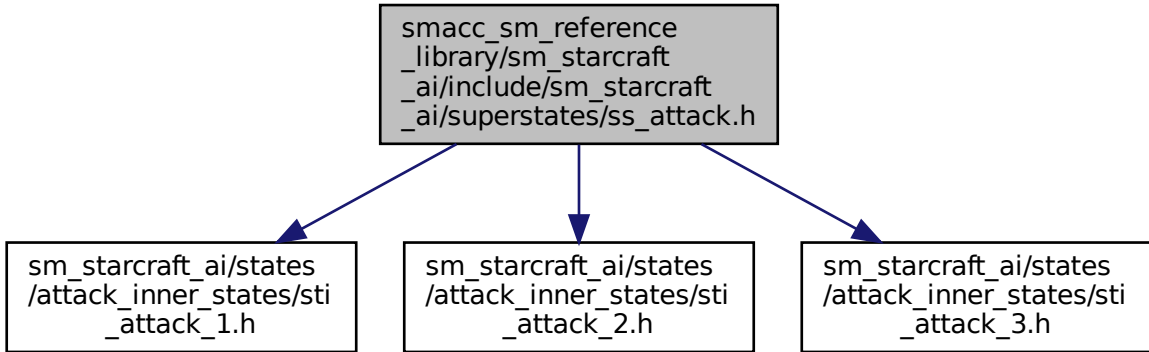 smacc_sm_reference
_library/sm_starcraft
_ai/include/sm_starcraft
_ai/superstates/ss_attack.h
sm_starcraft_ai/states
/attack_inner_states/sti
_attack_1.h
sm_starcraft_ai/states
/attack_inner_states/sti
_attack_2.h
sm_starcraft_ai/states
/attack_inner_states/sti
_attack_3.h